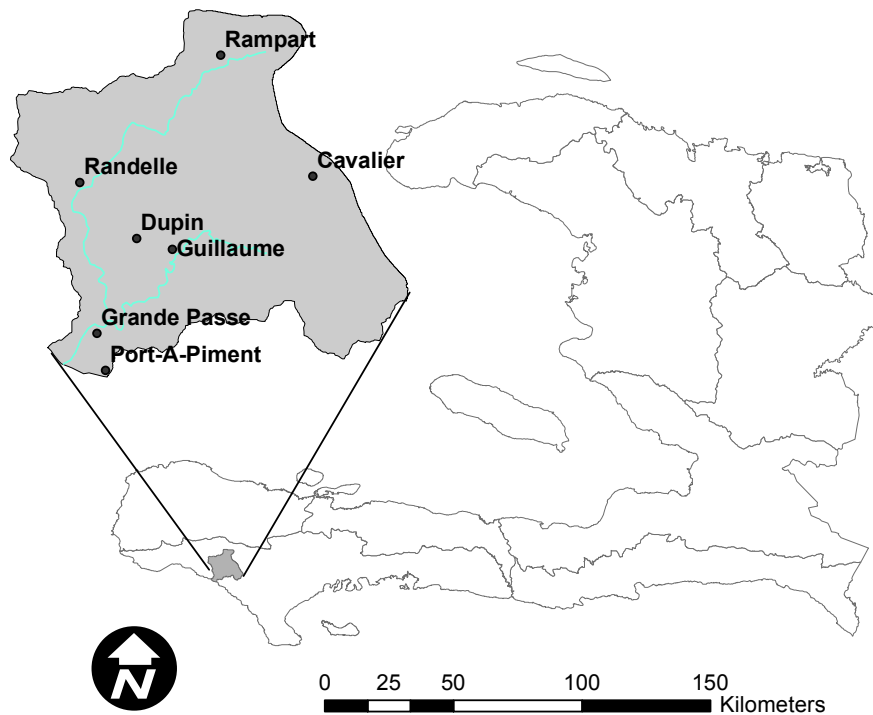 Rampart
Cavalier
Randelle
Dupin
Guillaume
Grande Passe
Port-A-Piment
N
0 25 50 100 150
Kilometers